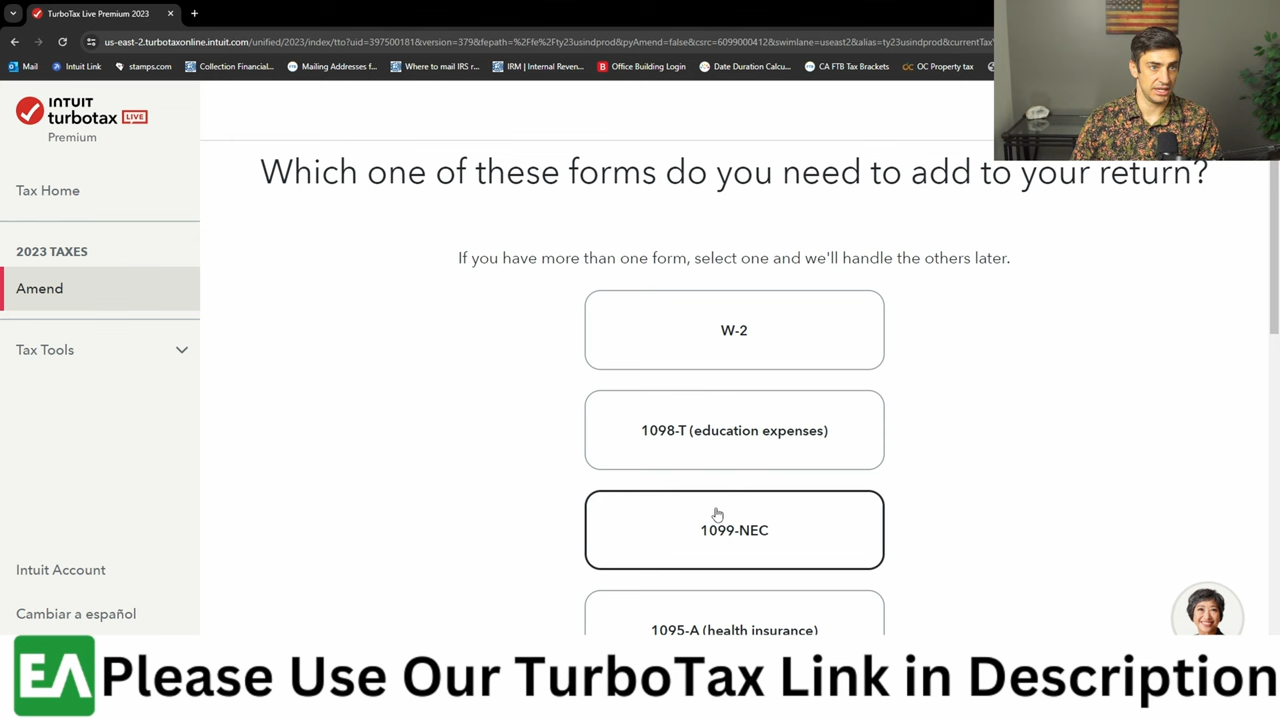 TurboTax Live Premium 2023
us-east-2.turbotaxonline.intuit.com/unified/2023/index/tto?uid=397500181&version=379&fepath=%2Ffe%2Fty23usindprod&pyAmend=false&csrc=6099000412&swimlane=useast2&alias=ty23usindprod&currentTax
Mail
Intuit Link
stamps.com
Collection Financial...
Mailing Addresses f...
Where to mail IRS r...
IRM | Internal Reven...
Office Building Login
Date Duration Calcu...
CA FTB Tax Brackets
OC Property tax
INTUIT
turbotax LIVE
Premium
Tax Home
2023 TAXES
Amend
Tax Tools
Intuit Account
Cambiar a español
Which one of these forms do you need to add to your return?
If you have more than one form, select one and we'll handle the others later.
W-2
1098-T (education expenses)
1099-NEC
1095-A (health insurance)
EA Please Use Our TurboTax Link in Description